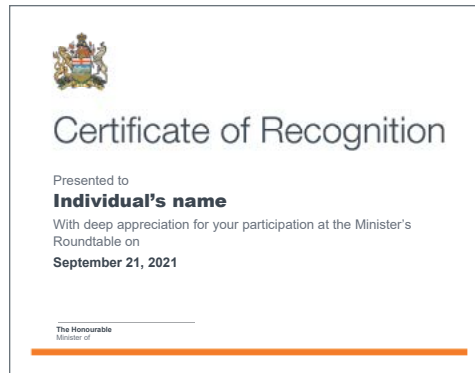 Certificate of Recognition
Presented to
Individual's name
With deep appreciation for your participation at the Minister's
Roundtable on
September 21, 2021
The Honourable
Minister of